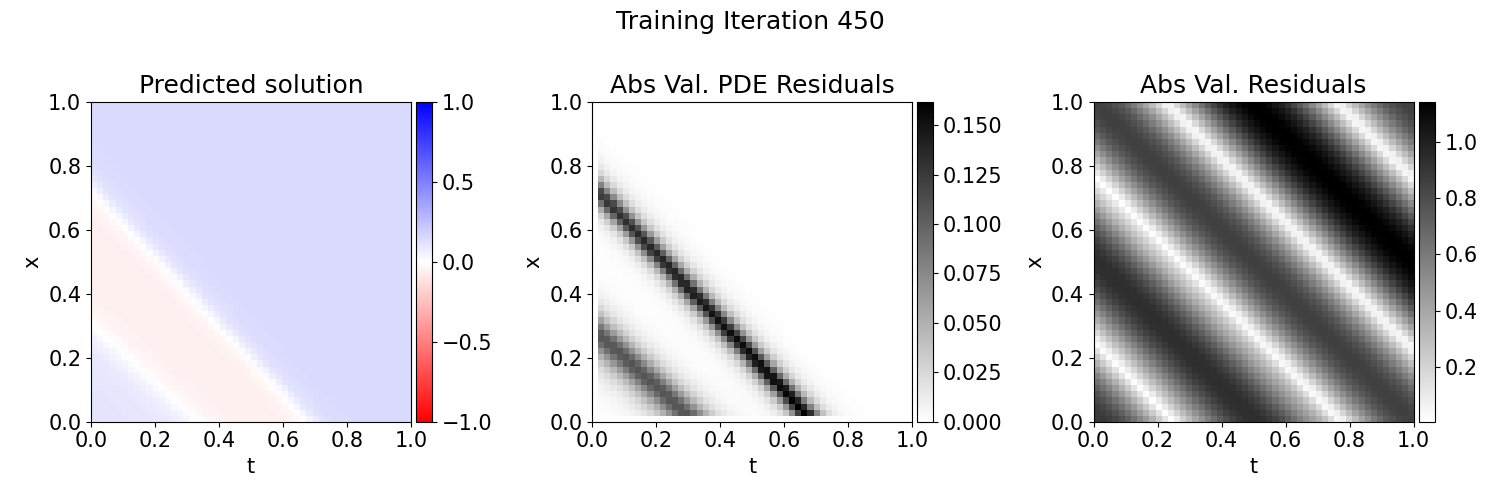 Training Iteration 450
Predicted solution
1.0
0.8
0.6
0.4
0.2
0.0
x
0.0 0.2 0.4 0.6 0.8 1.0
t
1.0
0.5
0.0
−0.5
−1.0
Abs Val. PDE Residuals
1.0
0.8
0.6
0.4
0.2
0.0
x
0.0 0.2 0.4 0.6 0.8 1.0
t
0.150
0.125
0.100
0.075
0.050
0.025
0.000
Abs Val. Residuals
1.0
0.8
0.6
0.4
0.2
0.0
x
0.0 0.2 0.4 0.6 0.8 1.0
t
1.0
0.8
0.6
0.4
0.2